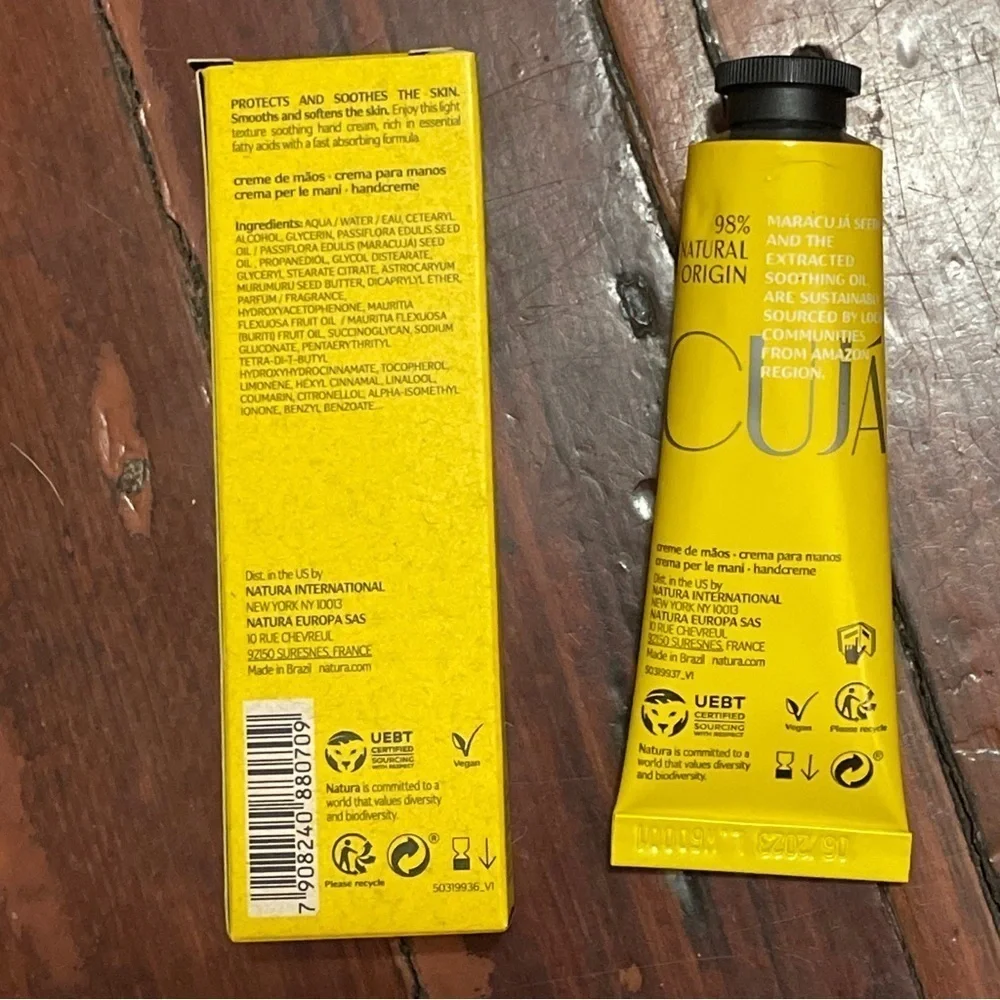 PROTECTS AND SOOTHES THE SKIN.
Smooths and softens the skin. Enjoy this light
texture soothing hand cream, rich in essential
fatty acids with a fast absorbing formula.
creme de mãos · crema para manos
crema per le mani · handcreme
Ingredients: AQUA / WATER / EAU, CETEARYL
ALCOHOL, GLYCERIN, PASSIFLORA EDULIS SEED
OIL / PASSIFLORA EDULIS (MARACUJÁ) SEED
OIL, PROPANEDIOL, GLYCOL DISTEARATE,
GLYCERYL STEARATE CITRATE, ASTROCARYUM
MURUMURU SEED BUTTER, DICAPRYLYL ETHER,
PARFUM / FRAGRANCE,
HYDROXYACETOPHENONE, MAURITIA
FLEXUOSA FRUIT OIL / MAURITIA FLEXUOSA
(BURITI) FRUIT OIL, SUCCINOGLYCAN, SODIUM
GLUCONATE, PENTAERYTHRITYL
TETRA-DI-T-BUTYL
HYDROXYHYDROCINNAMATE, TOCOPHEROL,
LIMONENE, HEXYL CINNAMAL, LINALOOL,
COUMARIN, CITRONELLOL, ALPHA-ISOMETHYL
IONONE, BENZYL BENZOATE...
Dist. in the US by
NATURA INTERNATIONAL
NEW YORK NY 10013
NATURA EUROPA SAS
10 RUE CHEVREUL
92150 SURESNES, FRANCE
Made in Brazil natura.com
7 908240 880709
UEBT
CERTIFIED
SOURCING
WITH RESPECT
Vegan
Natura is committed to a
world that values diversity
and biodiversity.
Please recycle
®
50319936_V1
98%
NATURAL
ORIGIN
MARACUJÁ SEEDS
AND THE
EXTRACTED
SOOTHING OIL,
ARE SUSTAINABLY
SOURCED BY LOCAL
COMMUNITIES
FROM AMAZON
REGION.
CUJÁ
creme de mãos · crema para manos
crema per le mani · handcreme
Dist. in the US by
NATURA INTERNATIONAL
NEW YORK NY 10013
NATURA EUROPA SAS
10 RUE CHEVREUL
92150 SURESNES, FRANCE
Made in Brazil natura.com
50319937_V1
UEBT
CERTIFIED
SOURCING
WITH RESPECT
Vegan
Please recycle
Natura is committed to a
world that values diversity
and biodiversity.
®